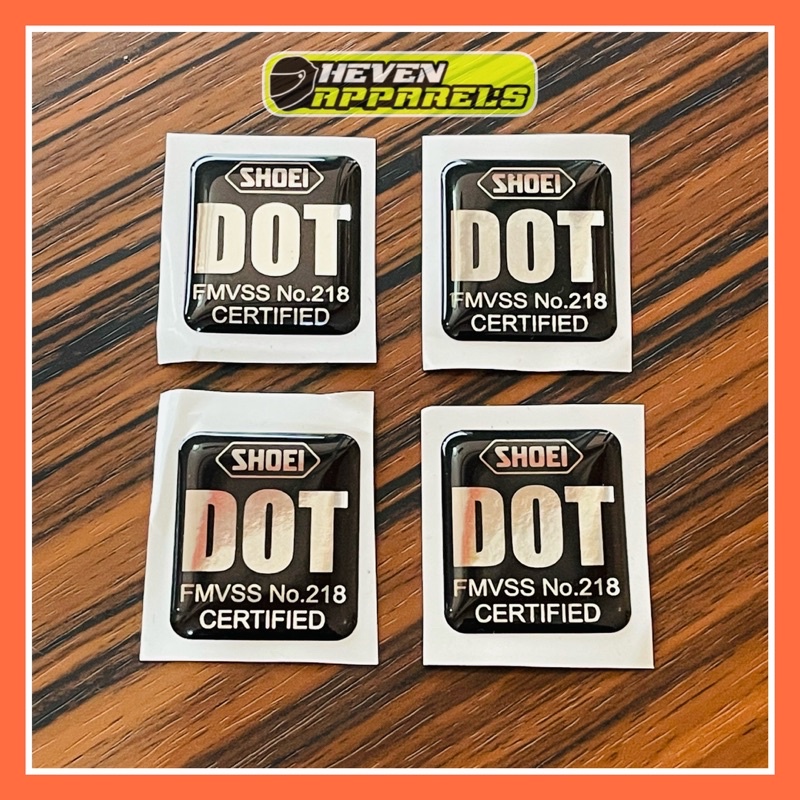 HEVEN
APPAREL'S
SHOEI
DOT
FMVSS No.218
CERTIFIED
SHOEI
DOT
FMVSS No.218
CERTIFIED
SHOEI
DOT
FMVSS No.218
CERTIFIED
SHOEI
DOT
FMVSS No.218
CERTIFIED